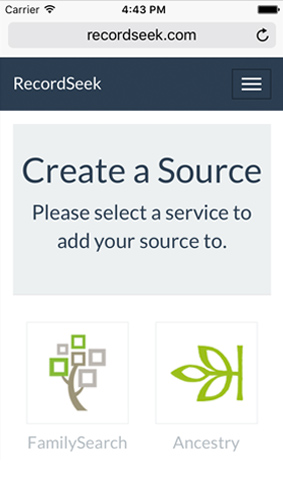 Carrier 4:43 PM
recordseek.com
RecordSeek
Create a Source
Please select a service to
add your source to.
FamilySearch Ancestry